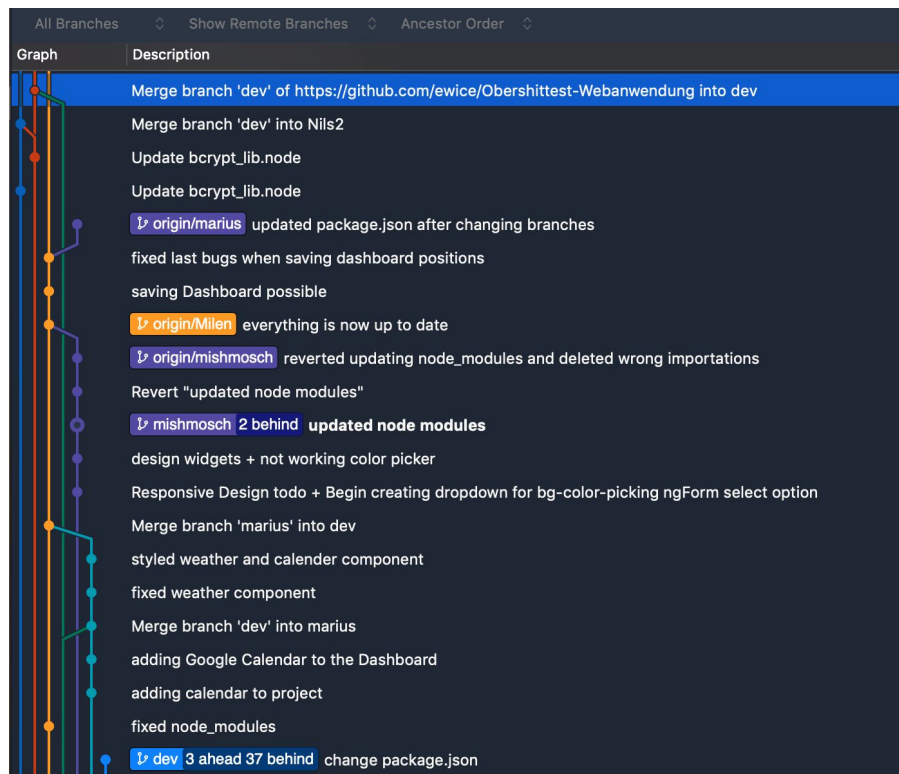 All Branches Show Remote Branches Ancestor Order
Graph Description
Merge branch 'dev' of https://github.com/ewice/Obershittest-Webanwendung into dev
Merge branch 'dev' into Nils2
Update bcrypt_lib.node
Update bcrypt_lib.node
origin/marius updated package.json after changing branches
fixed last bugs when saving dashboard positions
saving Dashboard possible
origin/Milen everything is now up to date
origin/mishmosch reverted updating node_modules and deleted wrong importations
Revert "updated node modules"
mishmosch 2 behind updated node modules
design widgets + not working color picker
Responsive Design todo + Begin creating dropdown for bg-color-picking ngForm select option
Merge branch 'marius' into dev
styled weather and calender component
fixed weather component
Merge branch 'dev' into marius
adding Google Calendar to the Dashboard
adding calendar to project
fixed node_modules
dev 3 ahead 37 behind change package.json